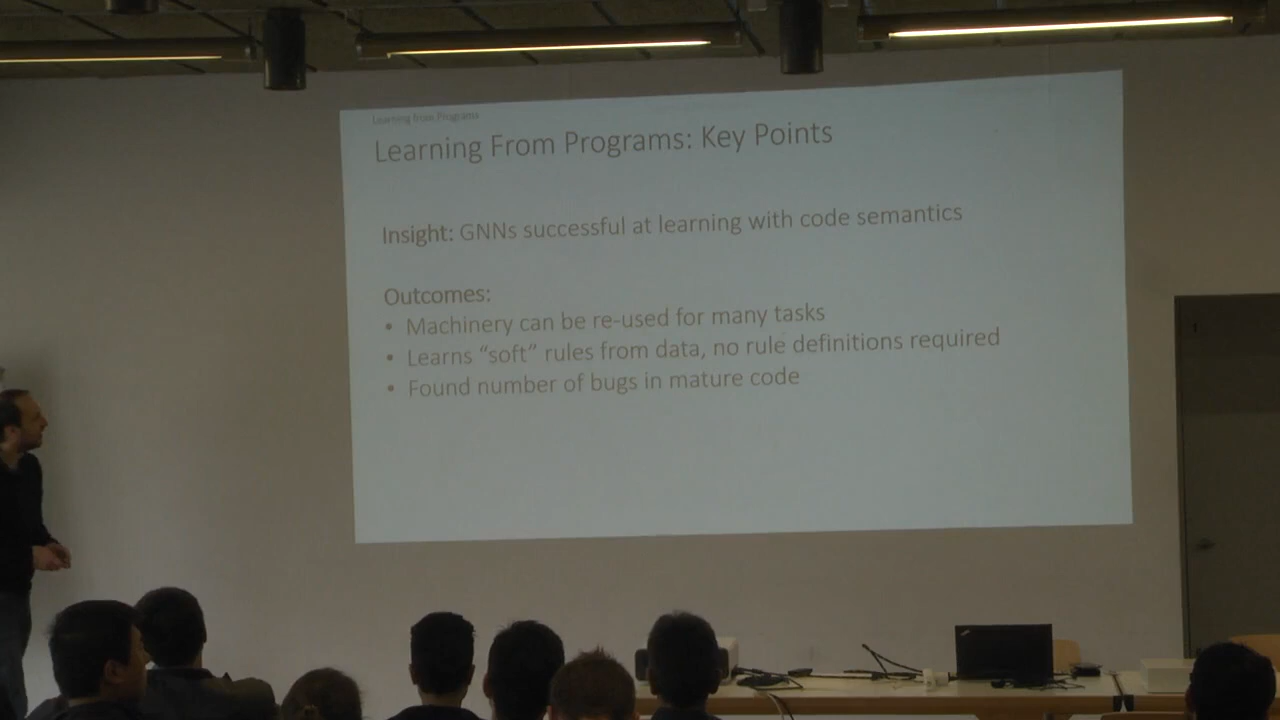 Learning from Programs
Learning From Programs: Key Points
Insight: GNNs successful at learning with code semantics
Outcomes:
• Machinery can be re-used for many tasks
• Learns “soft” rules from data, no rule definitions required
• Found number of bugs in mature code